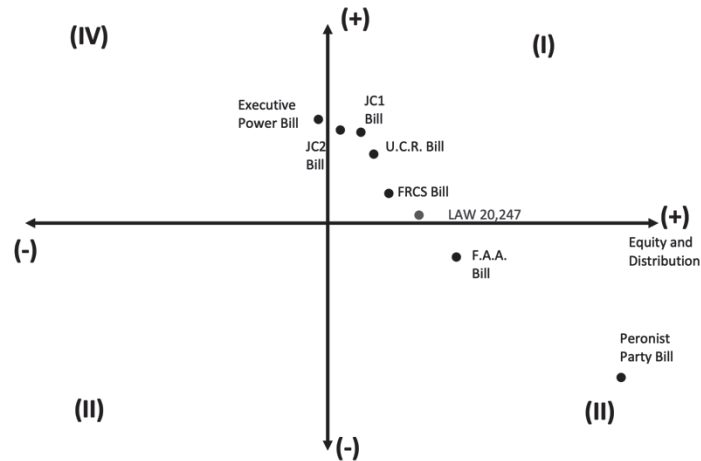 (+)
(IV)
(I)
Executive
Power Bill
JC1
Bill
JC2
Bill
U.C.R. Bill
FRCS Bill
LAW 20,247
(+)
(-)
Equity and
Distribution
F.A.A.
Bill
Peronist
Party Bill
(II)
(II)
(-)